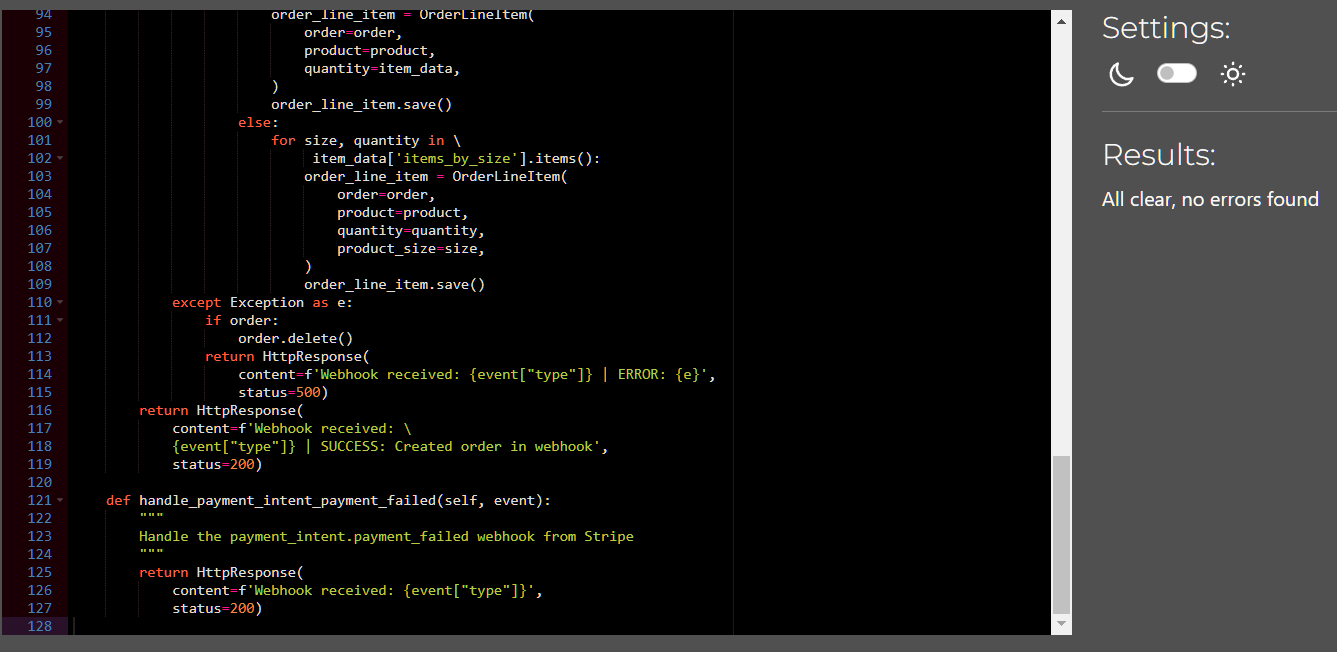 94 order_line_item = OrderLineItem(
95 order=order,
96 product=product,
97 quantity=item_data,
98 )
99 order_line_item.save()
100 else:
101 for size, quantity in \
102 item_data['items_by_size'].items():
103 order_line_item = OrderLineItem(
104 order=order,
105 product=product,
106 quantity=quantity,
107 product_size=size,
108 )
109 order_line_item.save()
110 except Exception as e:
111 if order:
112 order.delete()
113 return HttpResponse(
114 content=f'Webhook received: {event["type"]} | ERROR: {e}',
115 status=500)
116 return HttpResponse(
117 content=f'Webhook received: \
118 {event["type"]} | SUCCESS: Created order in webhook',
119 status=200)
120
121 def handle_payment_intent_payment_failed(self, event):
122 """
123 Handle the payment_intent.payment_failed webhook from Stripe
124 """
125 return HttpResponse(
126 content=f'Webhook received: {event["type"]}',
127 status=200)
128
Settings:
Results:
All clear, no errors found